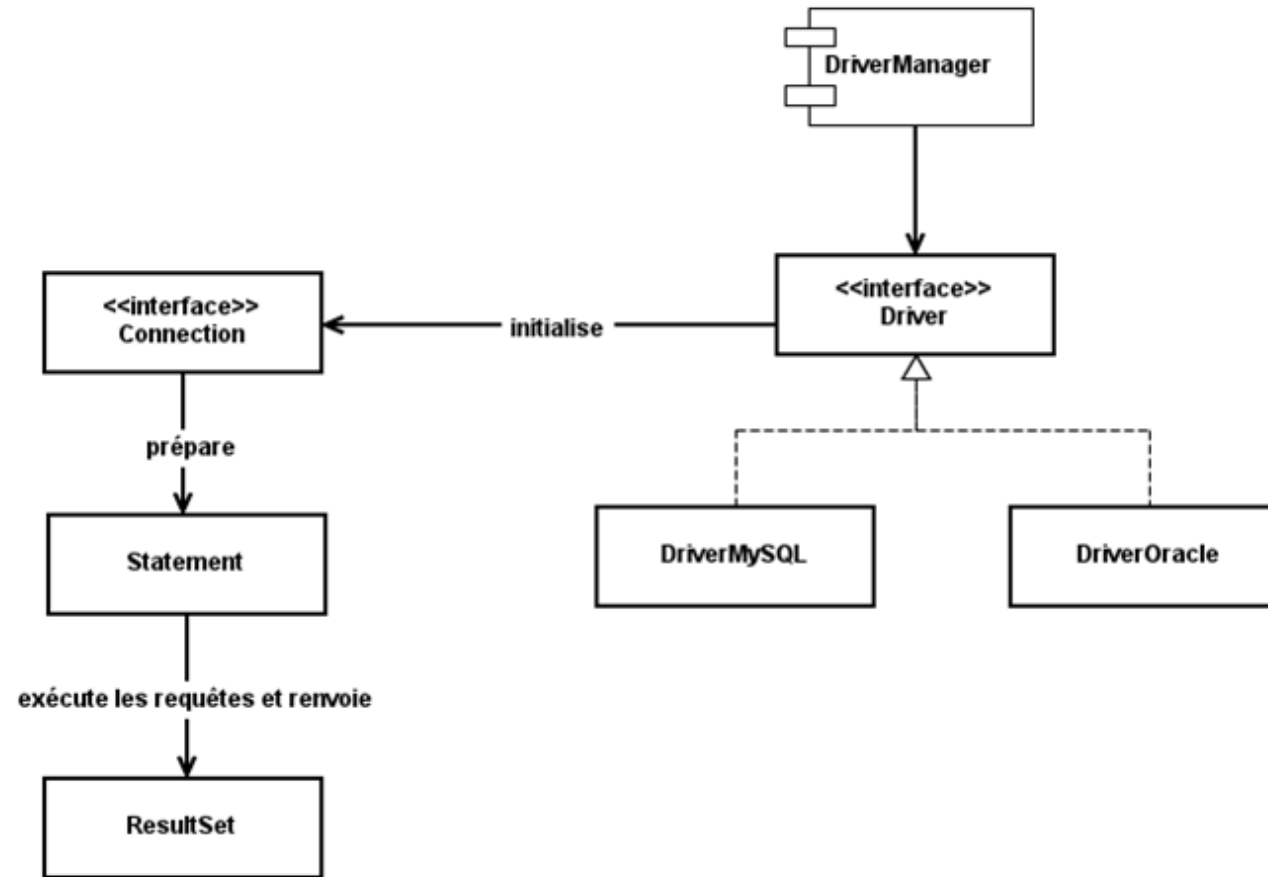 DriverManager
<<interface>>
Driver
<<interface>>
Connection
initialise
prépare
Statement
DriverMySQL
DriverOracle
exécute les requêtes et renvoie
ResultSet